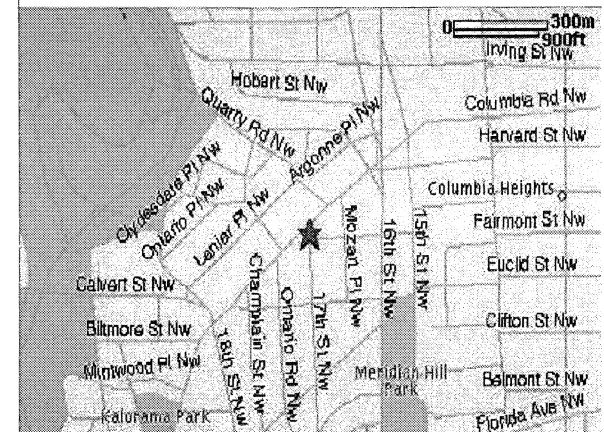 0 300m
900ft
Irving St Nw
Hobart St Nw
Columbia Rd Nw
Quarry Rd Nw
Argonne Pl Nw
Harvard St Nw
Clydesdale Pl Nw
Ontario Pl Nw
Lanier Pl Nw
Columbia Heights
Mozart Pl Nw
16th St Nw
15th St Nw
Fairmont St Nw
Euclid St Nw
Calvert St Nw
Champlain St Nw
Ontario Rd Nw
17th St Nw
Biltmore St Nw
18th St Nw
Clifton St Nw
Mintwood Pl Nw
Meridian Hill
Park
Belmont St Nw
Kalorama Park
Florida Ave NW